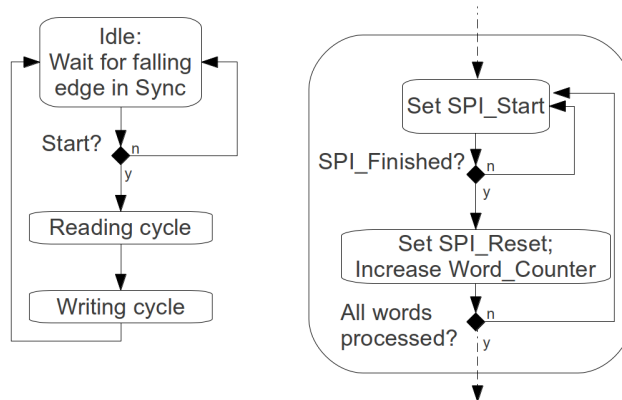 Idle:
Wait for falling
edge in Sync
Start?
n
y
Reading cycle
Writing cycle
Set SPI_Start
SPI_Finished?
n
y
Set SPI_Reset;
Increase Word_Counter
All words
processed?
n
y